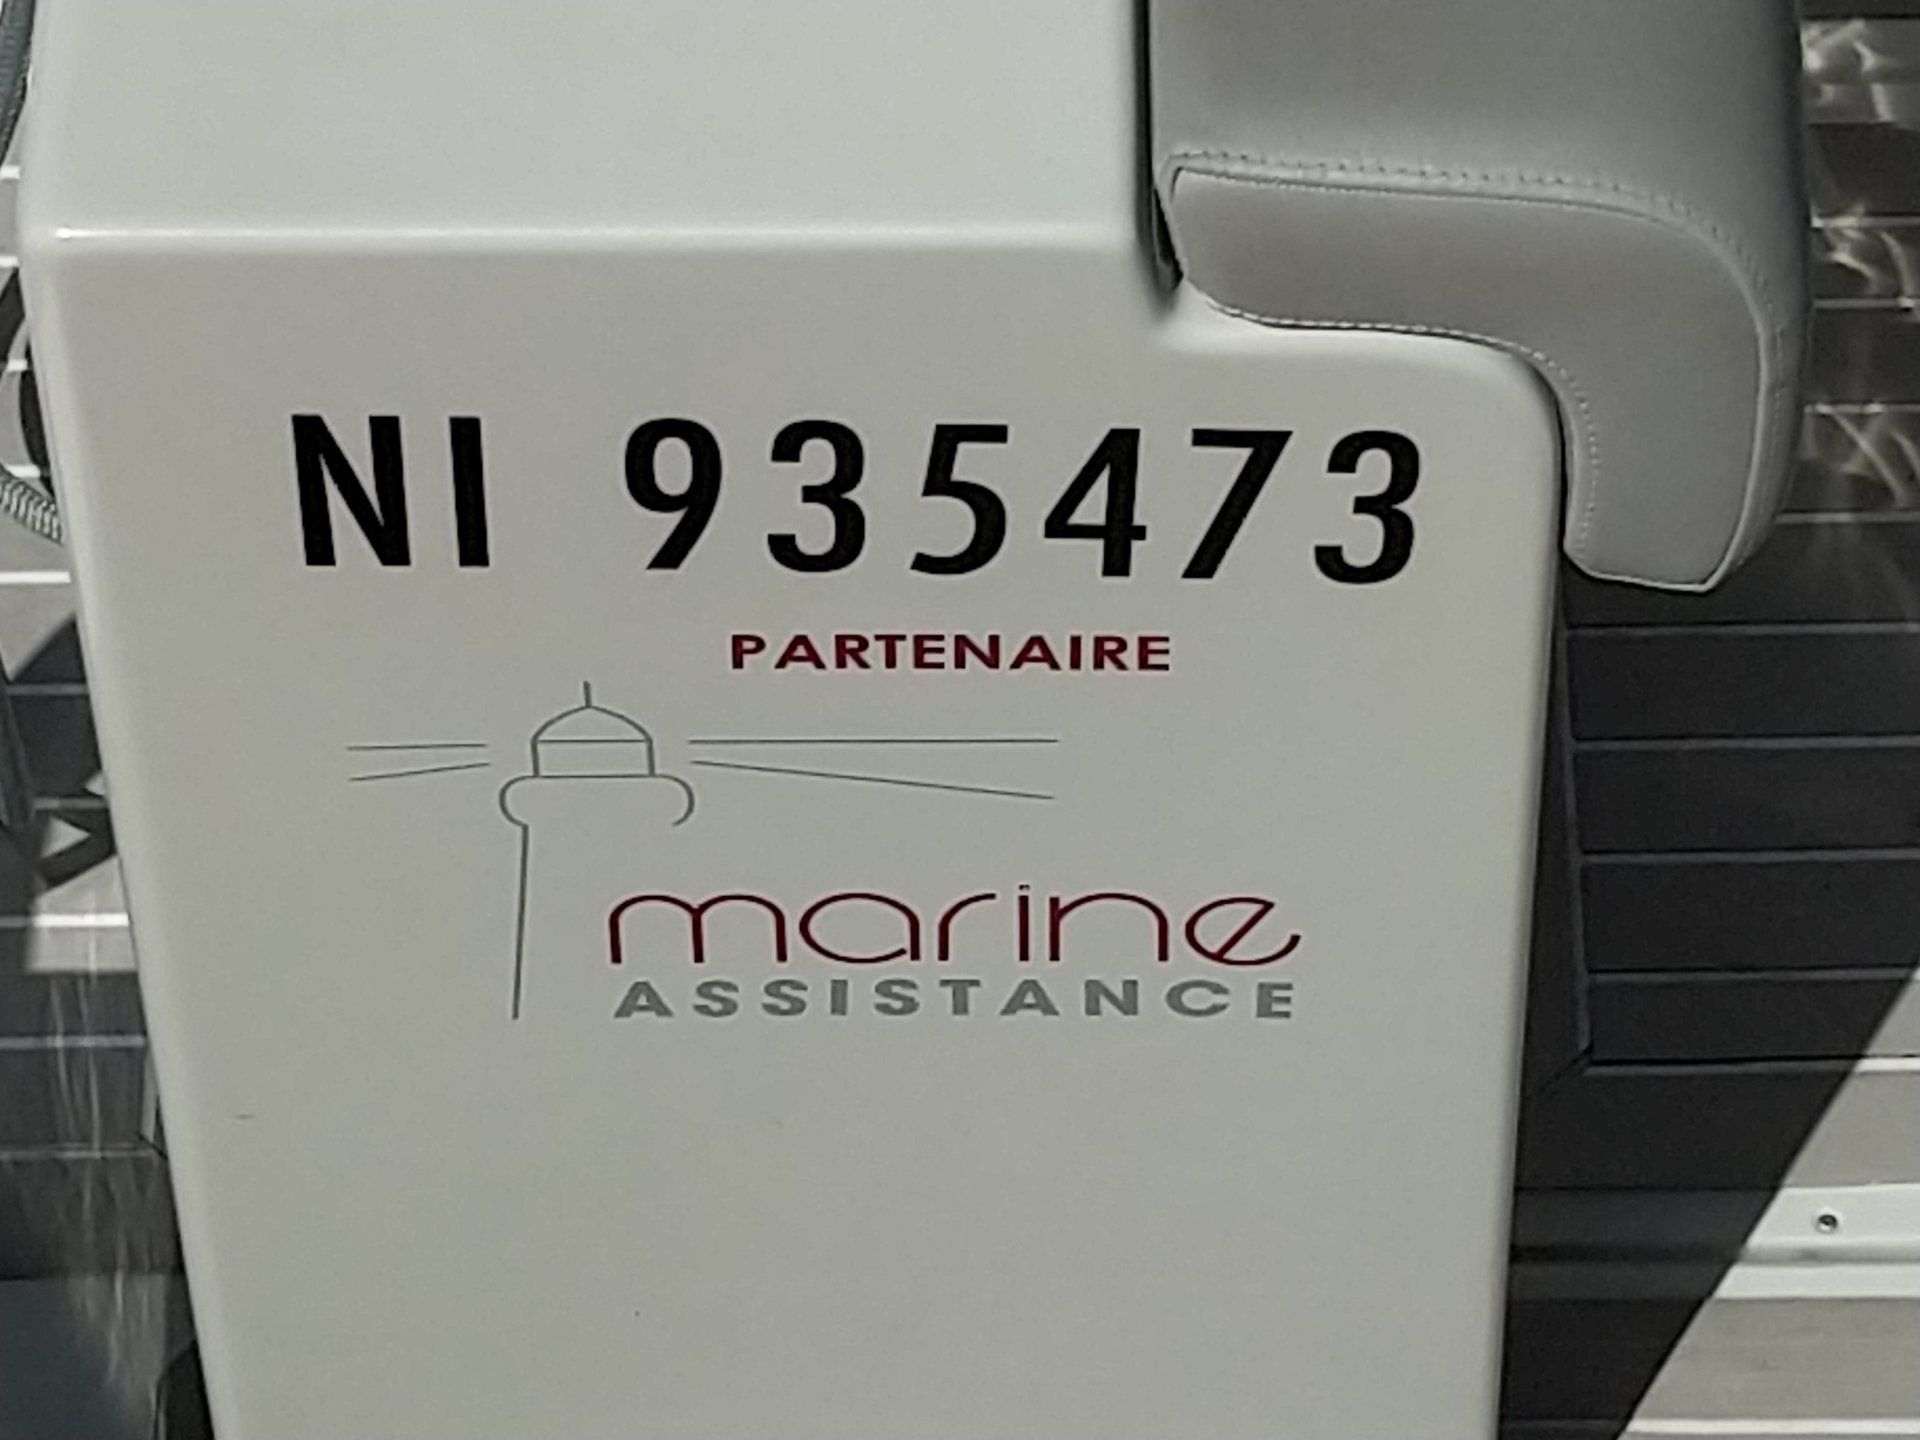 NI 935473
PARTENAIRE
marine
ASSISTANCE